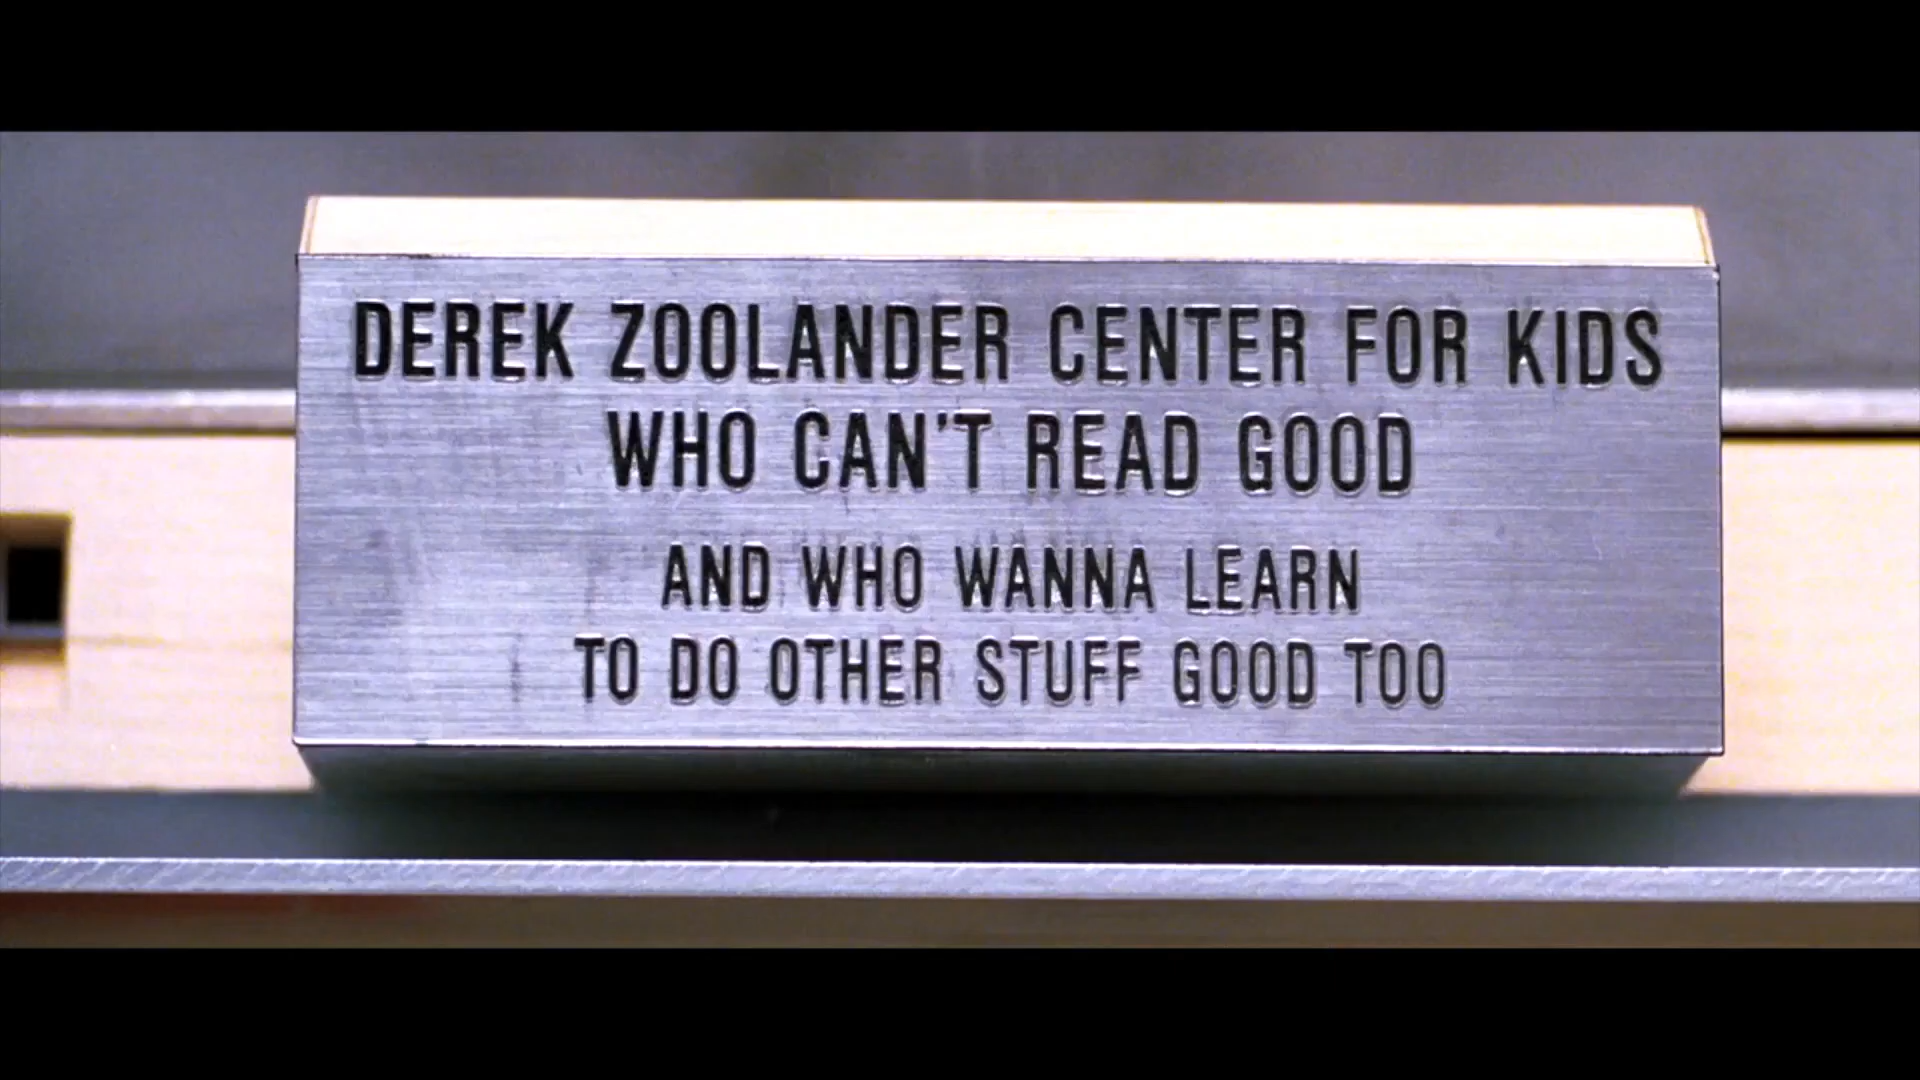 DEREK ZOOLANDER CENTER FOR KIDS
WHO CAN'T READ GOOD
AND WHO WANNA LEARN
TO DO OTHER STUFF GOOD TOO